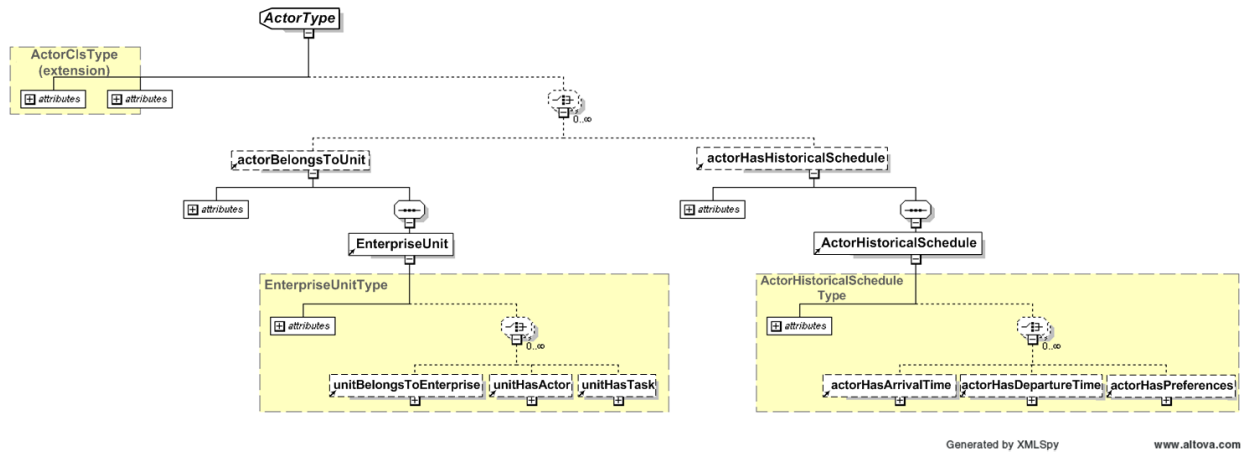 ActorType
ActorClsType
(extension)
attributes
attributes
0..∞
actorBelongsToUnit
actorHasHistoricalSchedule
attributes
attributes
EnterpriseUnit
ActorHistoricalSchedule
EnterpriseUnitType
ActorHistoricalSchedule
Type
attributes
attributes
0..∞
0..∞
unitBelongsToEnterprise
unitHasActor
unitHasTask
actorHasArrivalTime
actorHasDepartureTime
actorHasPreferences
Generated by XMLSpy
www.altova.com